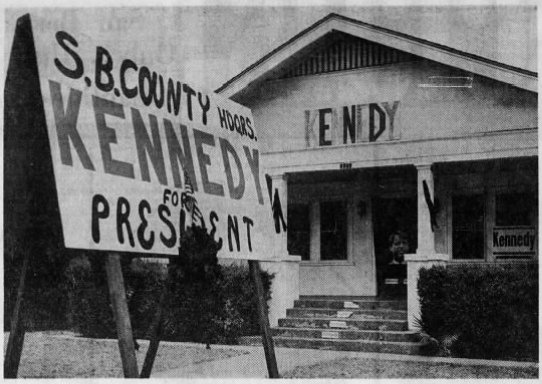 S.B. COUNTY HDQRS.
KENNEDY
FOR
PRESIDENT
KENNEDY
Kennedy